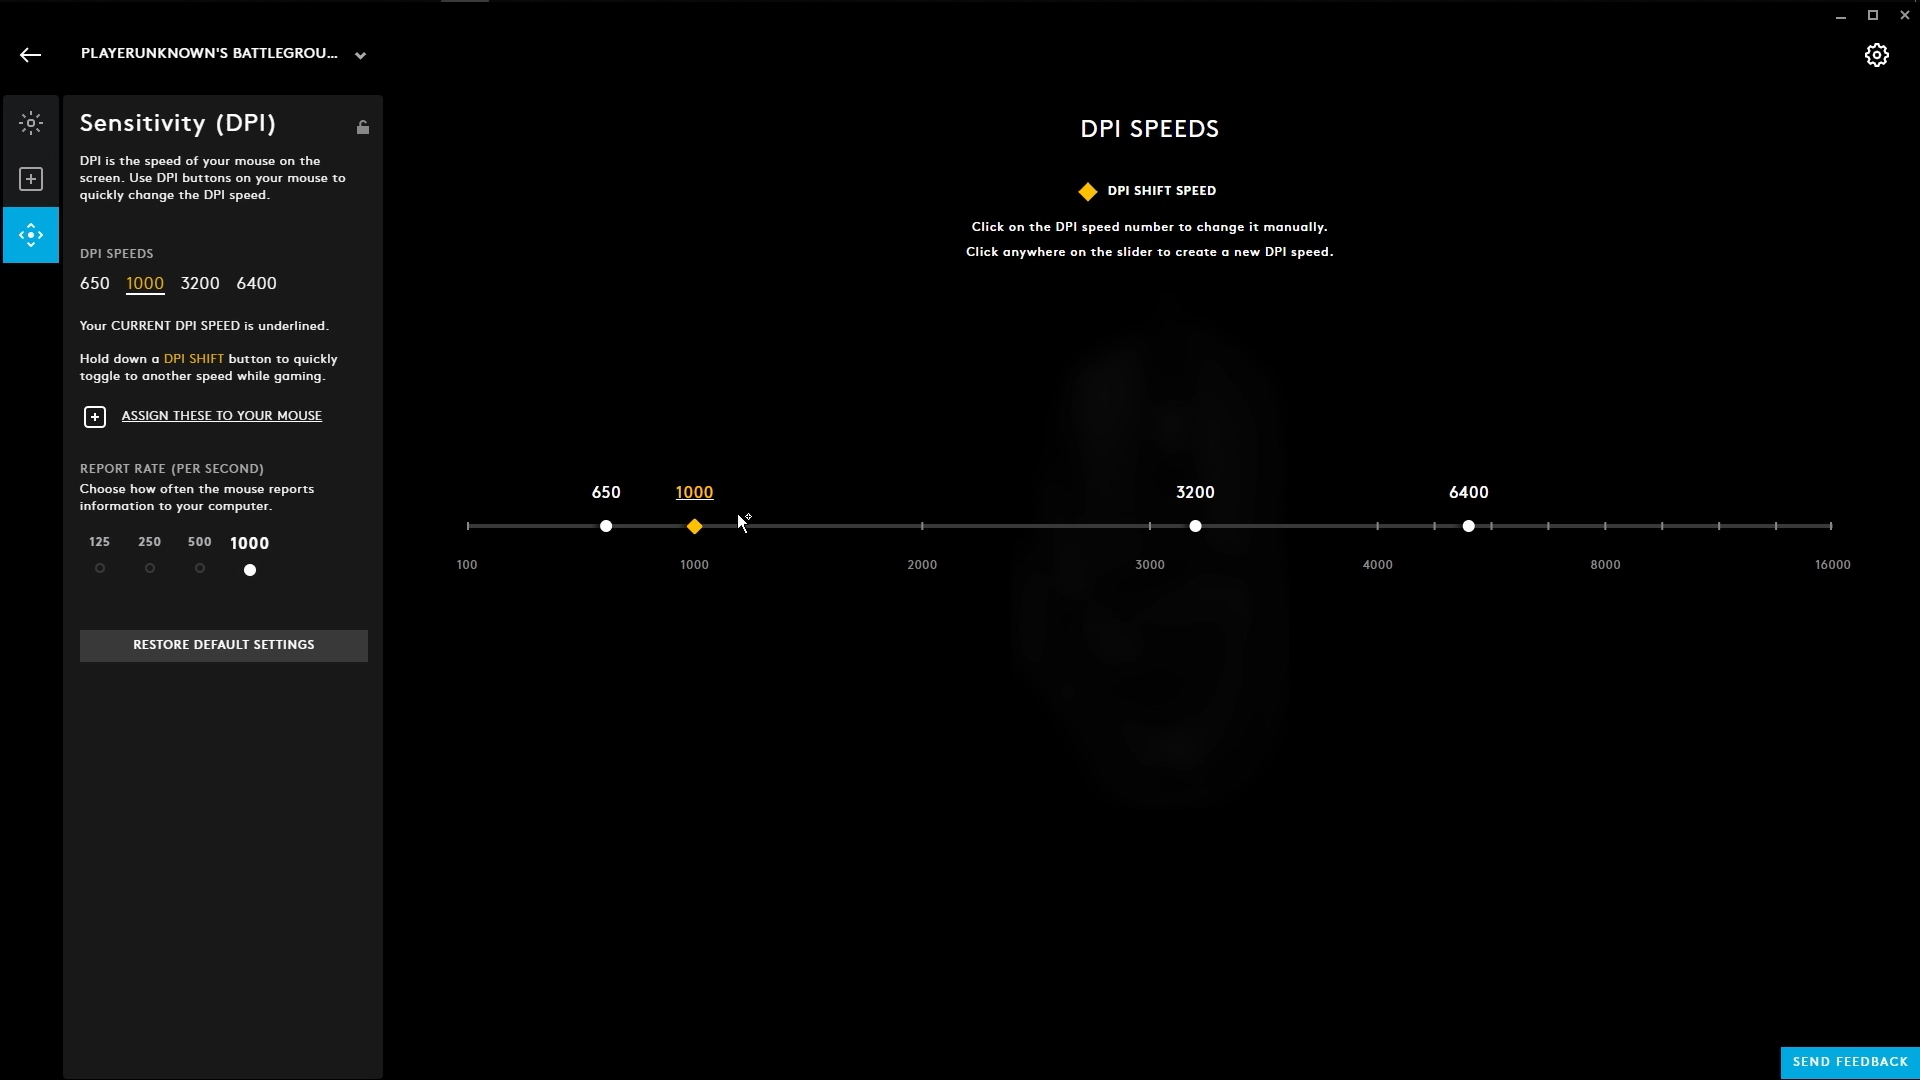 PLAYERUNKNOWN'S BATTLEGROU...
Sensitivity (DPI)
DPI is the speed of your mouse on the
screen. Use DPI buttons on your mouse to
quickly change the DPI speed.
DPI SPEEDS
650 1000 3200 6400
Your CURRENT DPI SPEED is underlined.
Hold down a DPI SHIFT button to quickly
toggle to another speed while gaming.
ASSIGN THESE TO YOUR MOUSE
REPORT RATE (PER SECOND)
Choose how often the mouse reports
information to your computer.
125 250 500 1000
RESTORE DEFAULT SETTINGS
DPI SPEEDS
DPI SHIFT SPEED
Click on the DPI speed number to change it manually.
Click anywhere on the slider to create a new DPI speed.
650 1000 3200 6400
100 1000 2000 3000 4000 8000 16000
SEND FEEDBACK